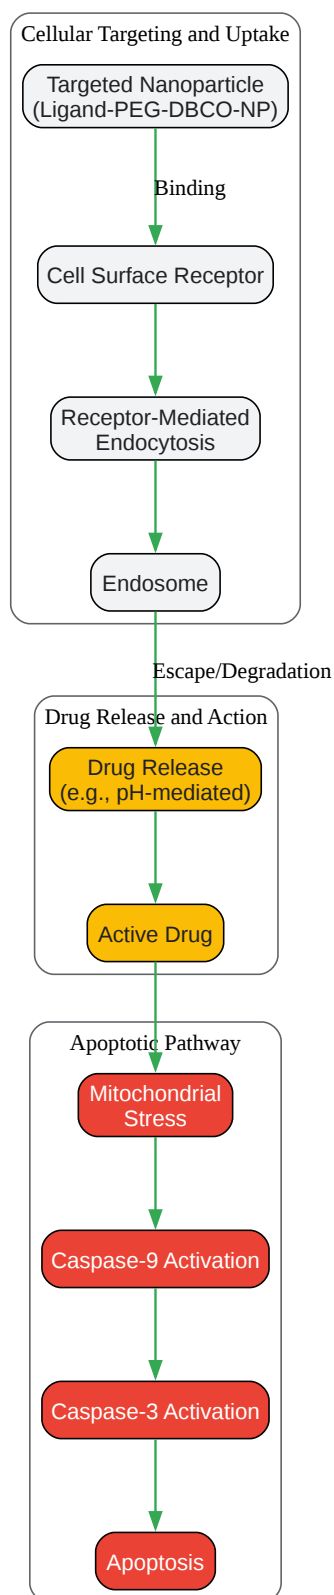 Cellular Targeting and Uptake
Targeted Nanoparticle
(Ligand-PEG-DBCO-NP)
Binding
Cell Surface Receptor
Receptor-Mediated
Endocytosis
Endosome
Escape/Degradation
Drug Release and Action
Drug Release
(e.g., pH-mediated)
Active Drug
Apoptotic Pathway
Mitochondrial
Stress
Caspase-9 Activation
Caspase-3 Activation
Apoptosis